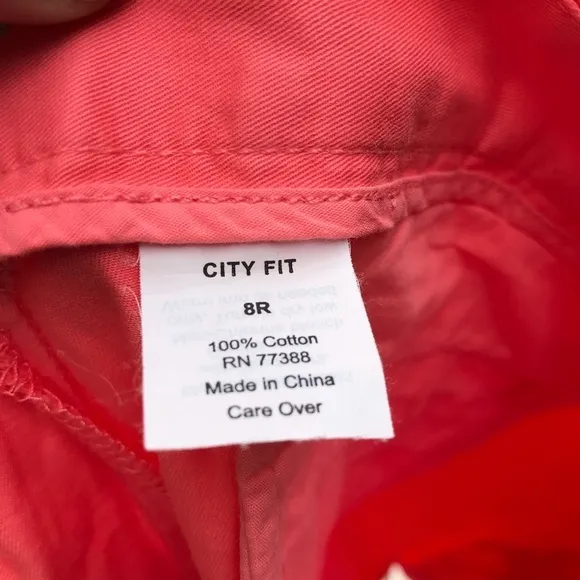 CITY FIT
8R
100% Cotton
RN 77388
Made in China
Care Over